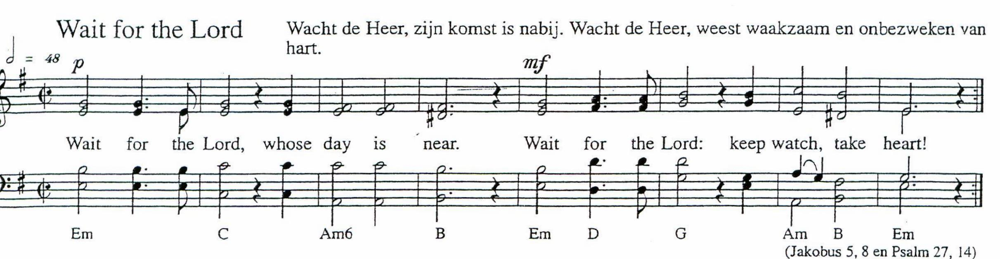 Wait for the Lord
Wacht de Heer, zijn komst is nabij. Wacht de Heer, weest waakzaam en onbezweken van
hart.
= 48
p
mf
Wait for the Lord, whose day is near. Wait for the Lord: keep watch, take heart!
Em C Am6 B Em D G Am B Em
(Jakobus 5, 8 en Psalm 27, 14)